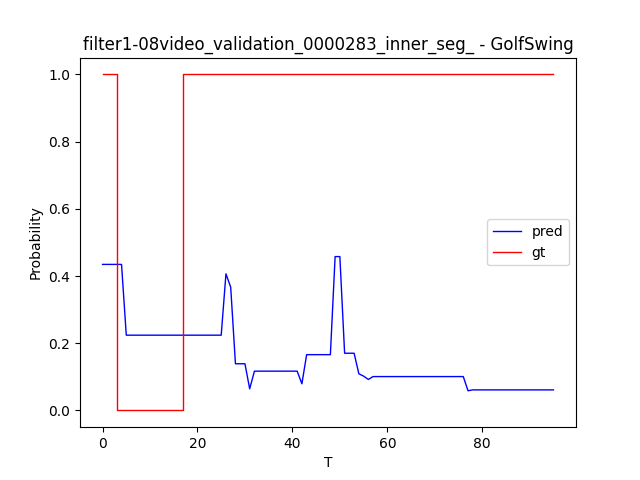 filter1-08video_validation_0000283_inner_seg_ - GolfSwing
1.0
0.8
0.6
0.4
0.2
0.0
Probability
pred
gt
0
20
40
60
80
T